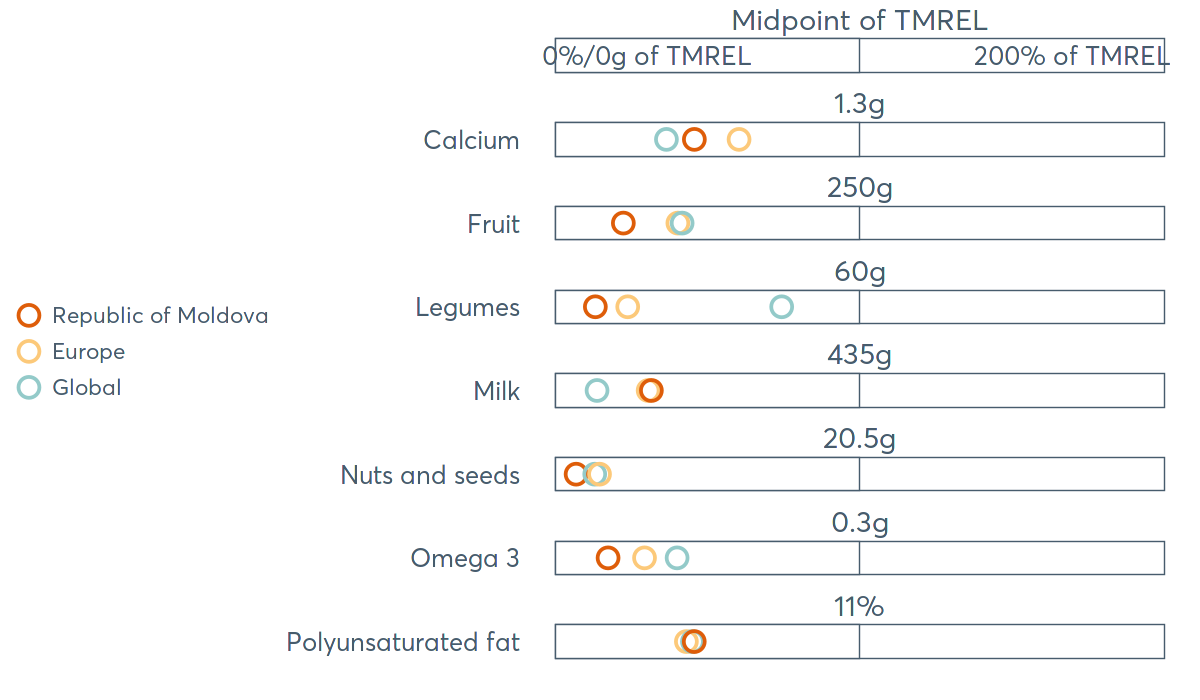 Midpoint of TMREL
0%/0g of TMREL
200% of TMREL
1.3g
Calcium
250g
Fruit
60g
Legumes
435g
Milk
20.5g
Nuts and seeds
0.3g
Omega 3
11%
Polyunsaturated fat
Republic of Moldova
Europe
Global